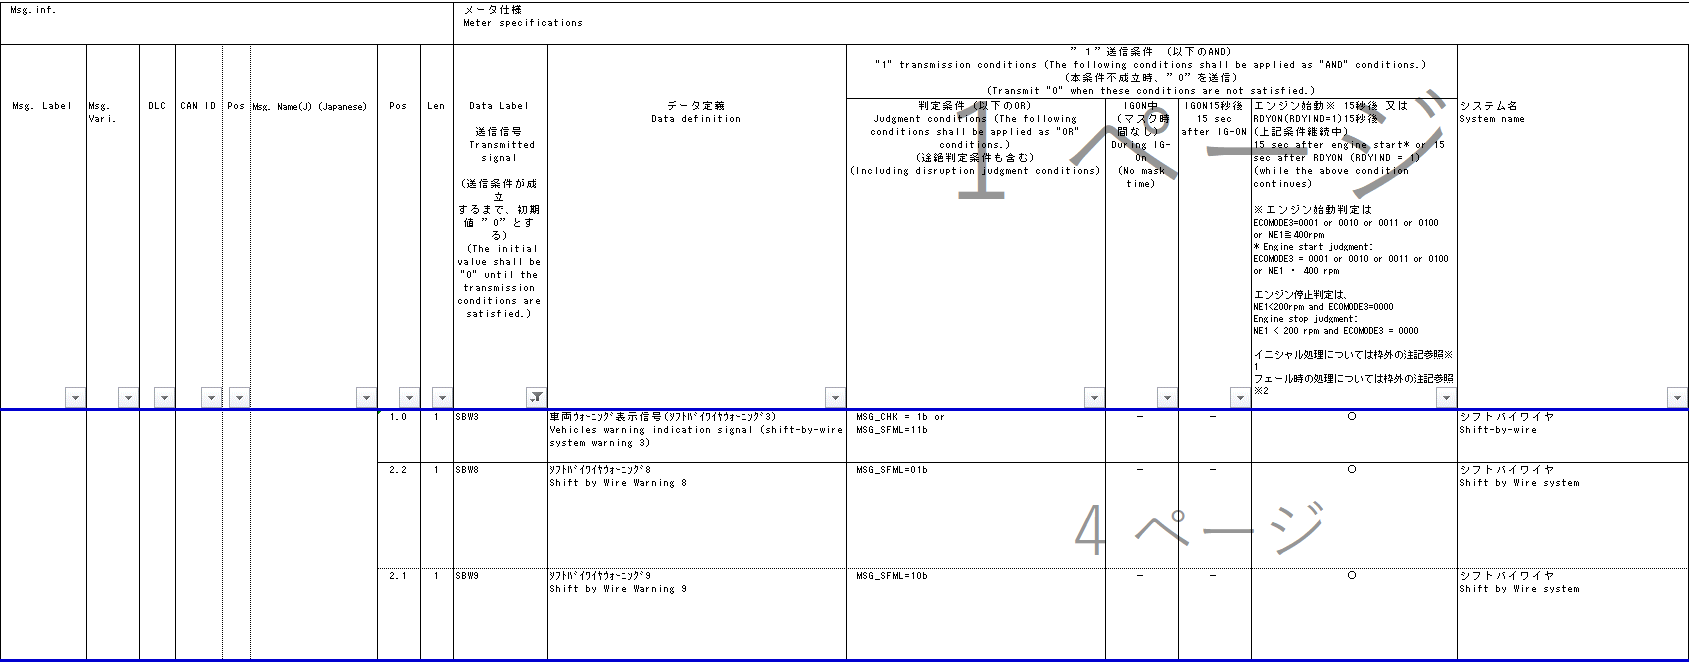 Msg.inf.
メータ仕様
Meter specifications
Msg. Label
Msg.
Vari.
DLC
CAN ID
Pos
Msg. Name(J) (Japanese)
Pos
Len
Data Label
送信信号
Transmitted
signal
(送信条件が成
立
するまで、初期
値 ”0”とす
る)
(The initial
value shall be
"0" until the
transmission
conditions are
satisfied.)
データ定義
Data definition
”１”送信条件 (以下のAND)
"1" transmission conditions (The following conditions shall be applied as "AND" conditions.)
(本条件不成立時、”0”を送信)
(Transmit "0" when these conditions are not satisfied.)
判定条件 (以下のOR)
Judgment conditions (The following
conditions shall be applied as "OR"
conditions.)
(途絶判定条件も含む)
(Including disruption judgment conditions)
IGON中
(マスク時
間なし)
During IG-
On
(No mask
time)
IGON15秒後
15 sec
after IG-ON
エンジン始動※ 15秒後 又は
RDYON(RDYIND=1)15秒後
(上記条件継続中)
15 sec after engine start* or 15
sec after RDYON (RDYIND = 1)
(while the above condition
continues)
※エンジン始動判定は
ECOMODE3=0001 or 0010 or 0011 or 0100
or NE1≧400rpm
* Engine start judgment:
ECOMODE3 = 0001 or 0010 or 0011 or 0100
or NE1 ・ 400 rpm
エンジン停止判定は、
NE1<200rpm and ECOMODE3=0000
Engine stop judgment:
NE1 < 200 rpm and ECOMODE3 = 0000
イニシャル処理については枠外の注記参照※
1
フェール時の処理については枠外の注記参照
※2
システム名
System name
1 ページ
1.0
1
SBW3
車両ｳｫｰﾆﾝｸﾞ表示信号(ｼﾌﾄﾊﾞｲﾜｲﾔｳｫｰﾆﾝｸﾞ3)
Vehicles warning indication signal (shift-by-wire
system warning 3)
MSG_CHK = 1b or
MSG_SFML=11b
－
－
○
シフトバイワイヤ
Shift-by-wire
2.2
1
SBW8
ｼﾌﾄﾊﾞｲﾜｲﾔｳｫｰﾆﾝｸﾞ8
Shift by Wire Warning 8
MSG_SFML=01b
－
－
○
シフトバイワイヤ
Shift by Wire system
4 ページ
2.1
1
SBW9
ｼﾌﾄﾊﾞｲﾜｲﾔｳｫｰﾆﾝｸﾞ9
Shift by Wire Warning 9
MSG_SFML=10b
－
－
○
シフトバイワイヤ
Shift by Wire system